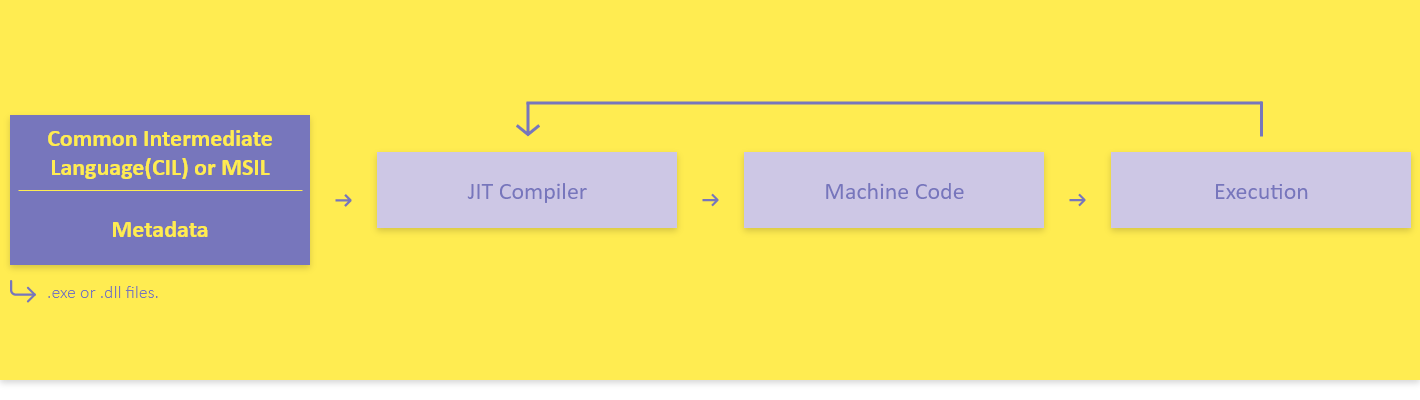 Common Intermediate
Language(CIL) or MSIL
Metadata
.exe or .dll files.
JIT Compiler
Machine Code
Execution